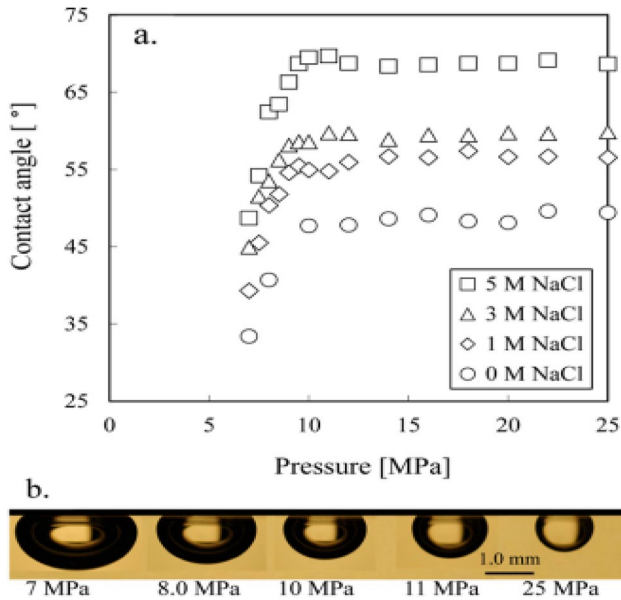 a.
75
65
55
45
35
25
Contact angle [ ° ]
5 M NaCl
3 M NaCl
1 M NaCl
0 M NaCl
0 5 10 15 20 25
Pressure [MPa]
b.
1.0 mm
7 MPa 8.0 MPa 10 MPa 11 MPa 25 MPa